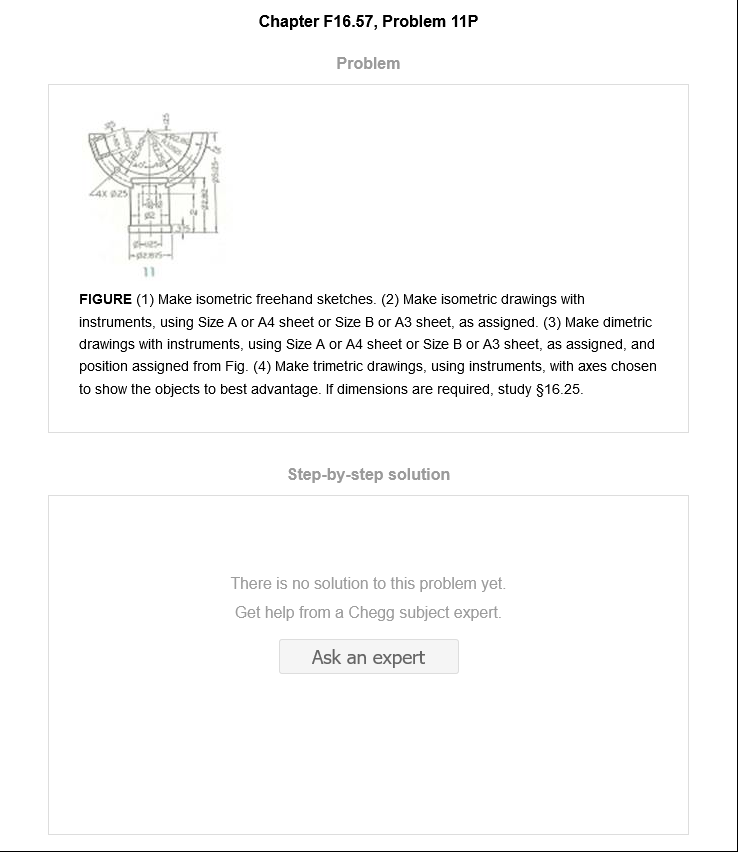 Chapter F16.57, Problem 11P
Problem
4X Ø.25
11
FIGURE (1) Make isometric freehand sketches. (2) Make isometric drawings with
instruments, using Size A or A4 sheet or Size B or A3 sheet, as assigned. (3) Make dimetric
drawings with instruments, using Size A or A4 sheet or Size B or A3 sheet, as assigned, and
position assigned from Fig. (4) Make trimetric drawings, using instruments, with axes chosen
to show the objects to best advantage. If dimensions are required, study §16.25.
Step-by-step solution
There is no solution to this problem yet.
Get help from a Chegg subject expert.
Ask an expert